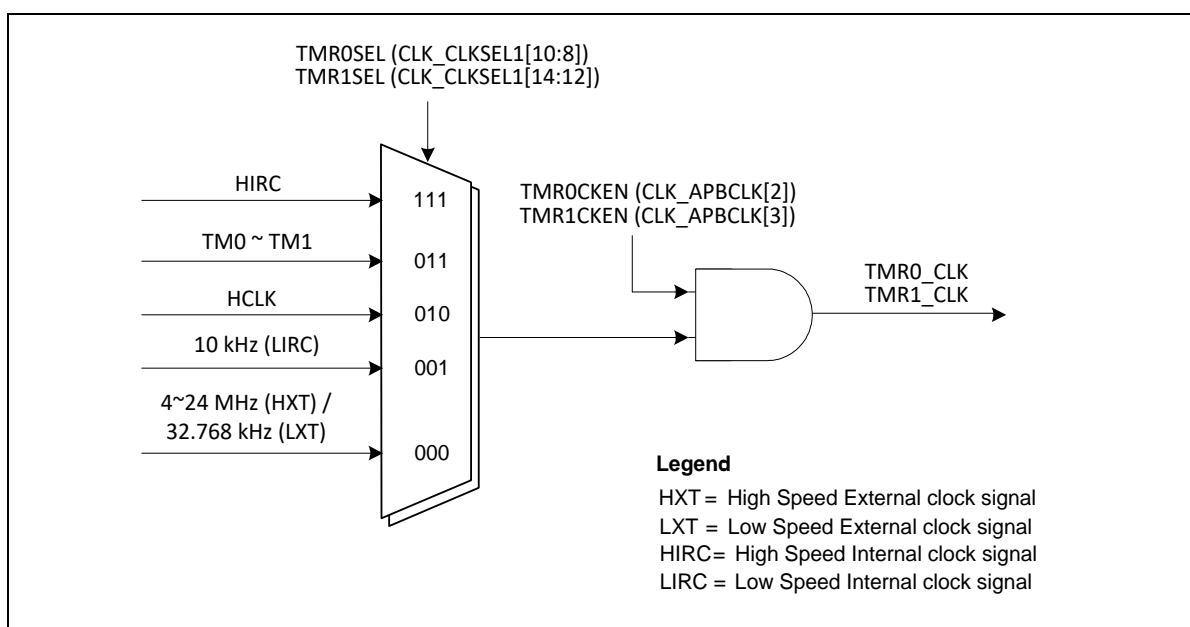 TMR0SEL (CLK_CLKSEL1[10:8])
TMR1SEL (CLK_CLKSEL1[14:12])
HIRC
111
TMR0CKEN (CLK_APBCLK[2])
TMR1CKEN (CLK_APBCLK[3])
TM0 ~ TM1
011
TMR0_CLK
TMR1_CLK
HCLK
010
10 kHz (LIRC)
001
4~24 MHz (HXT) /
32.768 kHz (LXT)
000
Legend
HXT = High Speed External clock signal
LXT = Low Speed External clock signal
HIRC= High Speed Internal clock signal
LIRC = Low Speed Internal clock signal